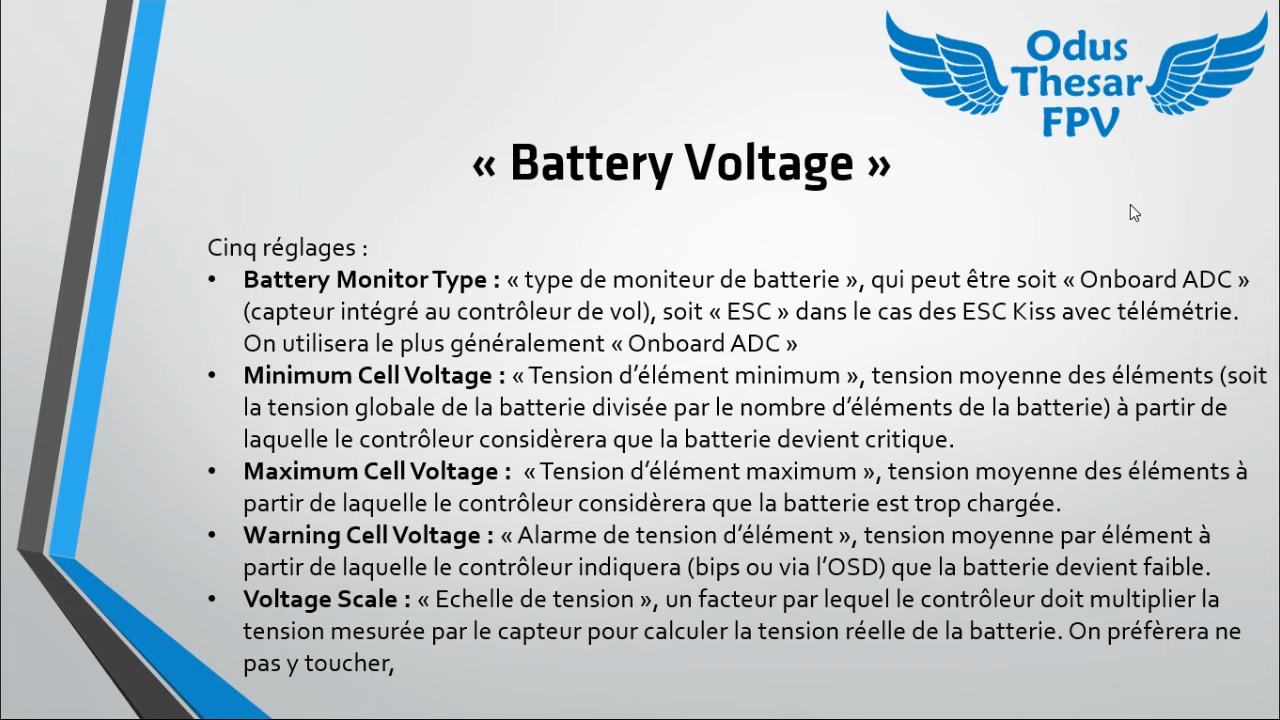 Odus
Thesar
FPV
« Battery Voltage »
Cinq réglages :
• Battery Monitor Type : « type de moniteur de batterie », qui peut être soit « Onboard ADC »
(capteur intégré au contrôleur de vol), soit « ESC » dans le cas des ESC Kiss avec télémétrie.
On utilisera le plus généralement « Onboard ADC »
• Minimum Cell Voltage : « Tension d’élément minimum », tension moyenne des éléments (soit
la tension globale de la batterie divisée par le nombre d’éléments de la batterie) à partir de
laquelle le contrôleur considèrera que la batterie devient critique.
• Maximum Cell Voltage : « Tension d’élément maximum », tension moyenne des éléments à
partir de laquelle le contrôleur considèrera que la batterie est trop chargée.
• Warning Cell Voltage : « Alarme de tension d’élément », tension moyenne par élément à
partir de laquelle le contrôleur indiquera (bips ou via l’OSD) que la batterie devient faible.
• Voltage Scale : « Echelle de tension », un facteur par lequel le contrôleur doit multiplier la
tension mesurée par le capteur pour calculer la tension réelle de la batterie. On préfèrera ne
pas y toucher,